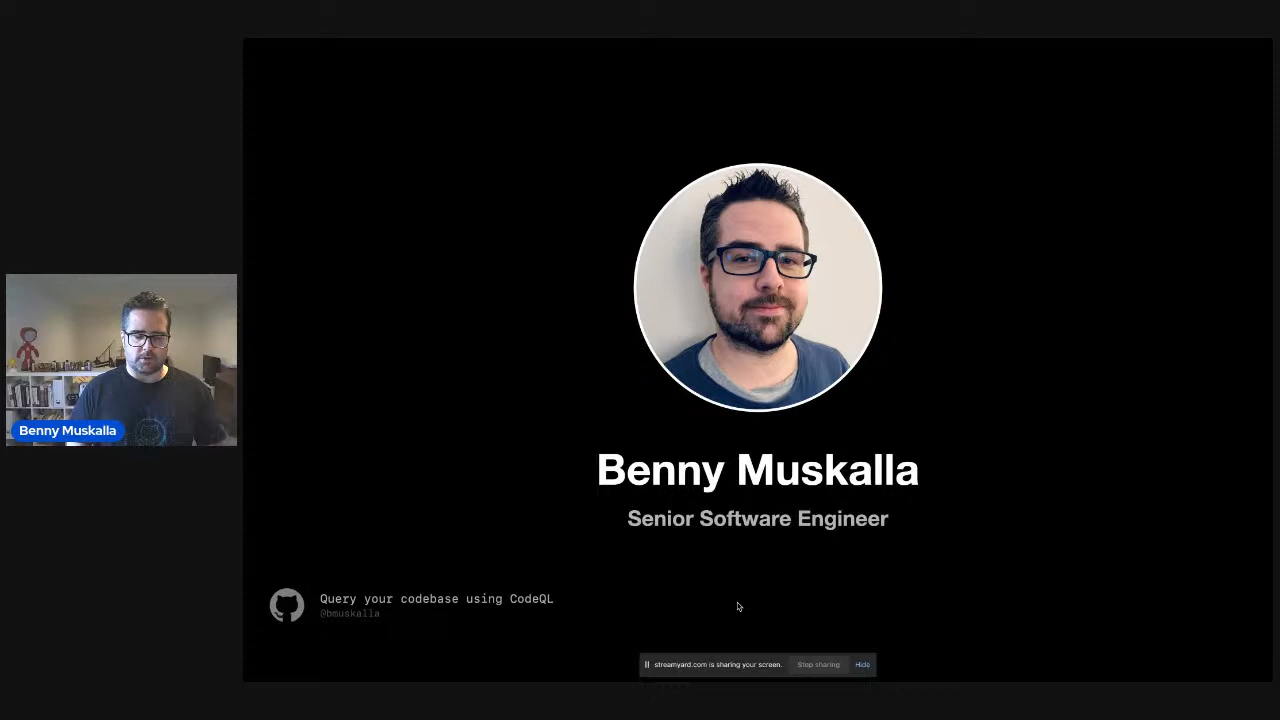 Benny Muskalla
Benny Muskalla
Senior Software Engineer
Query your codebase using CodeQL
@bmuskalla
streamyard.com is sharing your screen.
Stop sharing
Hide